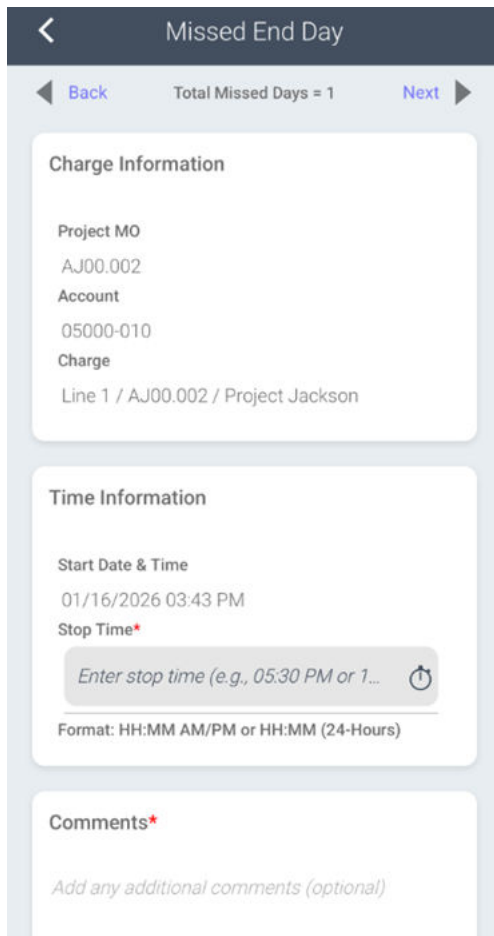 Missed End Day
Back Total Missed Days = 1 Next
Charge Information
Project MO
AJ00.002
Account
05000-010
Charge
Line 1 / AJ00.002 / Project Jackson
Time Information
Start Date & Time
01/16/2026 03:43 PM
Stop Time*
Enter stop time (e.g., 05:30 PM or 1...
Format: HH:MM AM/PM or HH:MM (24-Hours)
Comments*
Add any additional comments (optional)